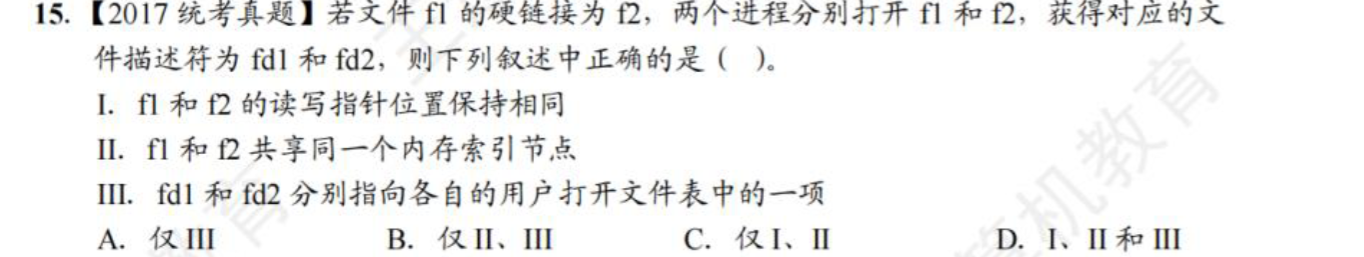 15.【2017 统考真题】若文件 f1 的硬链接为 f2，两个进程分别打开 f1 和 f2，获得对应的文
件描述符为 fd1 和 fd2，则下列叙述中正确的是（ ）。
I. f1 和 f2 的读写指针位置保持相同
II. f1 和 f2 共享同一个内存索引节点
III. fd1 和 fd2 分别指向各自的用户打开文件表中的一项
A. 仅 III B. 仅 II、III C. 仅 I、II D. I、II 和 III